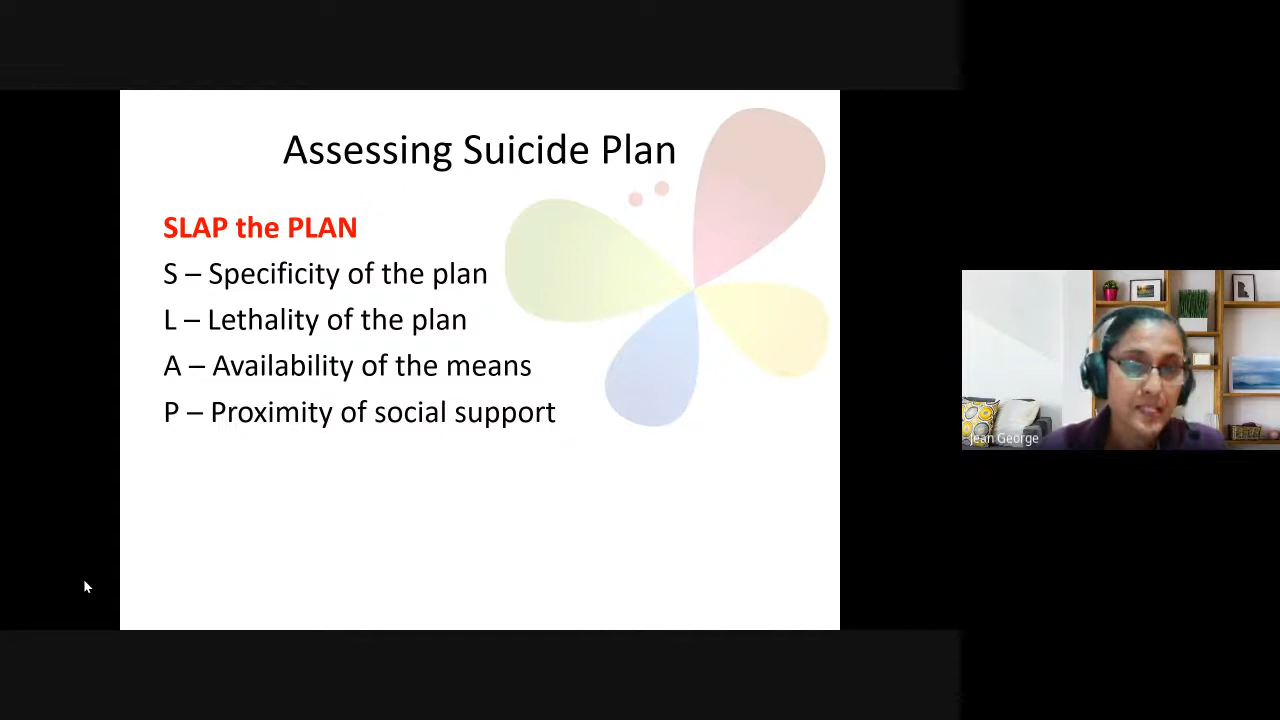 Assessing Suicide Plan
SLAP the PLAN
S – Specificity of the plan
L – Lethality of the plan
A – Availability of the means
P – Proximity of social support
Jean George